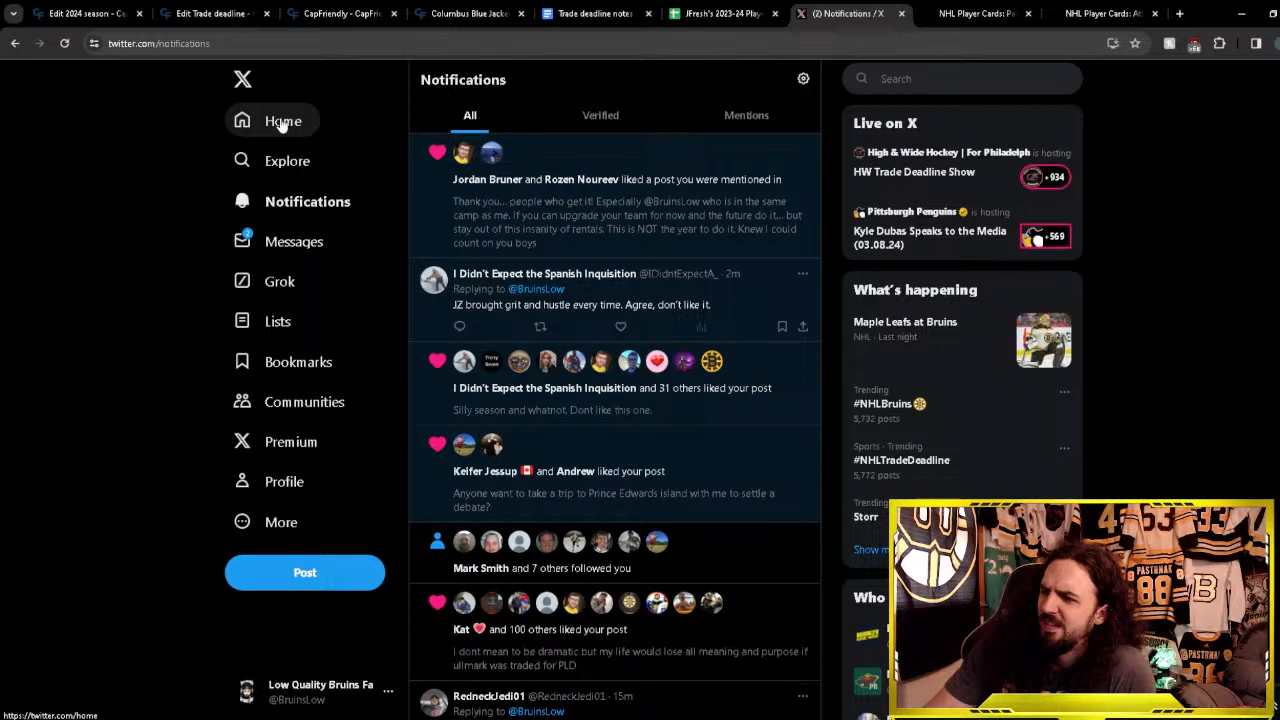 Edit 2024 season - Ca
Edit Trade deadline -
CapFriendly - CapFri
Columbus Blue Jacke
Trade deadline notes
JFresh's 2023-24 Play
(2) Notifications / X
NHL Player Cards: Pe
NHL Player Cards: At
twitter.com/notifications
X
Home
Explore
Notifications
2
Messages
Grok
Lists
Bookmarks
Communities
Premium
Profile
More
Post
Low Quality Bruins Fa
@BruinsLow
https://twitter.com/home
Notifications
All
Verified
Mentions
Jordan Bruner and Rozen Noureev liked a post you were mentioned in
Thank you... people who get it! Especially @BruinsLow who is in the same
camp as me. If you can upgrade your team for now and the future do it... but
stay out of this insanity of rentals. This is NOT the year to do it. Knew I could
count on you boys
I Didn't Expect the Spanish Inquisition @IDidntExpectA_ · 2m
Replying to @BruinsLow
JZ brought grit and hustle every time. Agree, don't like it.
I Didn't Expect the Spanish Inquisition and 31 others liked your post
Silly season and whatnot. Dont like this one.
Keifer Jessup 🇨🇦 and Andrew liked your post
Anyone want to take a trip to Prince Edwards island with me to settle a
debate?
Mark Smith and 7 others followed you
Kat and 100 others liked your post
I dont mean to be dramatic but my life would lose all meaning and purpose if
ullmark was traded for PLD
RedneckJedi01 @RedneckJedi01 · 15m
Replying to @BruinsLow
Search
Live on X
High & Wide Hockey | For Philadelph is hosting
HW Trade Deadline Show
+934
Pittsburgh Penguins is hosting
Kyle Dubas Speaks to the Media
(03.08.24)
+569
What's happening
Maple Leafs at Bruins
NHL · Last night
Trending
#NHLBruins
5,732 posts
Sports · Trending
#NHLTradeDeadline
5,772 posts
Trending
Storr
Show m
Who
PASTRNAK
88
PASTRNAK
B
33